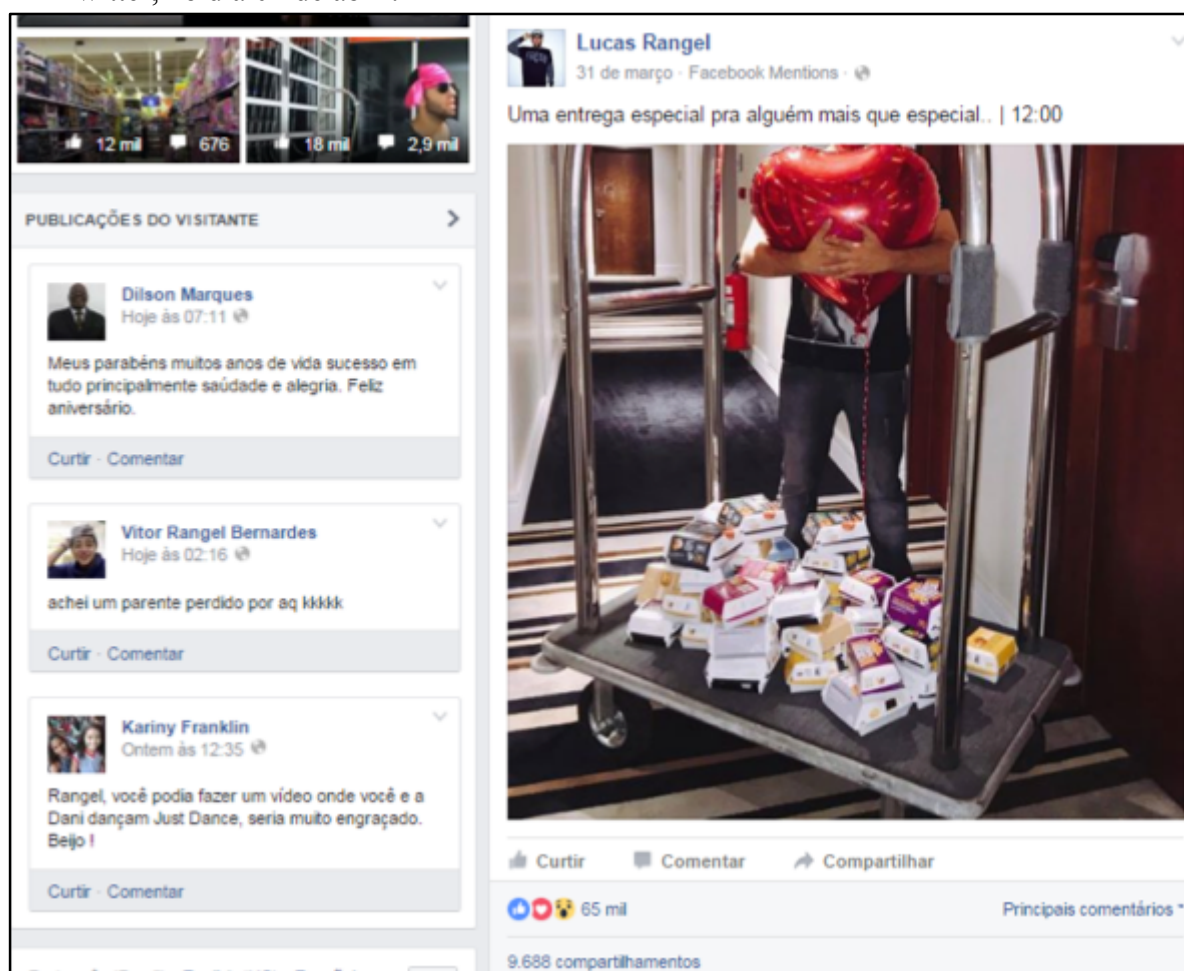 12 mil 676 18 mil 2,9 mil
PUBLICAÇÕES DO VISITANTE
Dilson Marques
Hoje às 07:11
Meus parabéns muitos anos de vida sucesso em
tudo principalmente saúdade e alegria. Feliz
aniversário.
Curtir · Comentar
Vitor Rangel Bernardes
Hoje às 02:16
achei um parente perdido por aq kkkkk
Curtir · Comentar
Kariny Franklin
Ontem às 12:35
Rangel, você podia fazer um vídeo onde você e a
Dani dançam Just Dance, seria muito engraçado.
Beijo !
Curtir · Comentar
Lucas Rangel
31 de março · Facebook Mentions ·
Uma entrega especial pra alguém mais que especial.. | 12:00
Curtir Comentar Compartilhar
65 mil Principais comentários
9.688 compartilhamentos